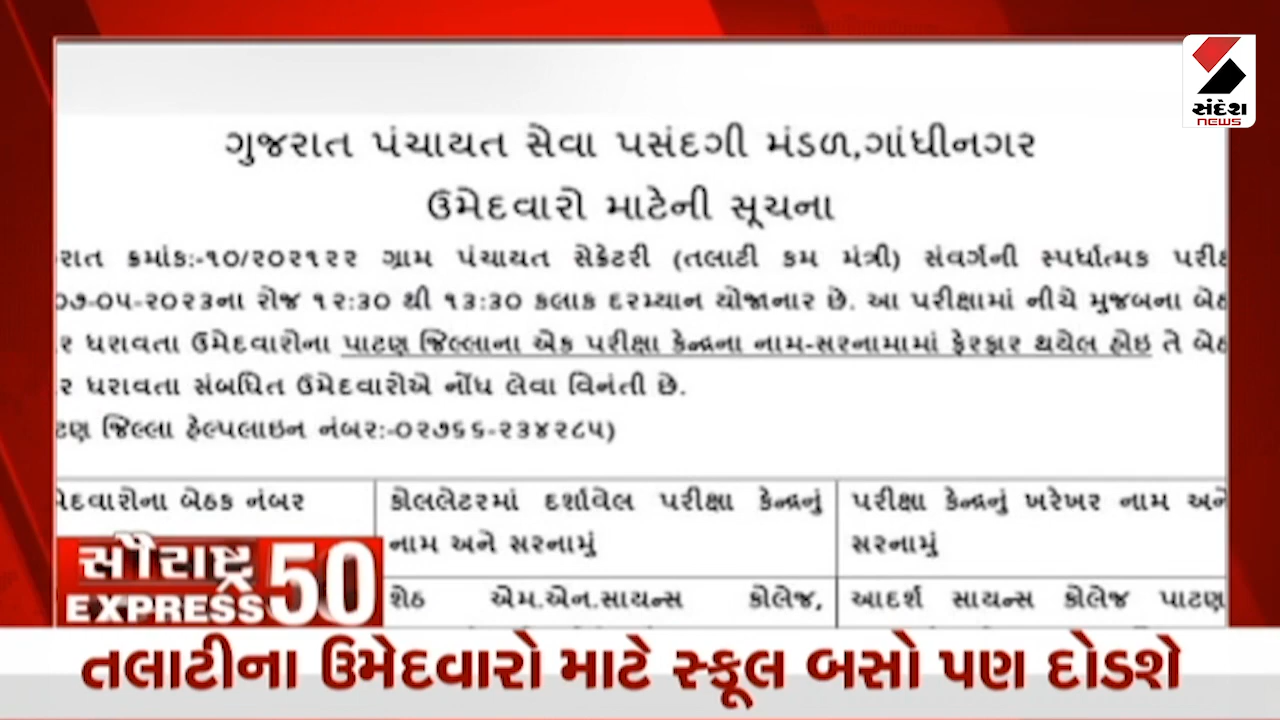 સંદેશ
NEWS
ગુજરાત પંચાયત સેવા પસંદગી મંડળ,ગાંધીનગર
ઉમેદવારો માટેની સૂચના
રાત ક્રમાંક:-૧૦/૨૦૨૧૨૨ ગ્રામ પંચાયત સેક્રેટરી (તલાટી કમ મંત્રી) સંવર્ગની સ્પર્ધાત્મક પરીક્ષ
૦૭-૦૫-૨૦૨૩ના રોજ ૧૨:૩૦ થી ૧૩:૩૦ કલાક દરમ્યાન યોજાનાર છે. આ પરીક્ષામાં નીચે મુજબના બેઠ
ર ધરાવતા ઉમેદવારોના પાટણ જિલ્લાના એક પરીક્ષા કેન્દ્રના નામ-સરનામામાં ફેરફાર થયેલ હોઇ તે બેઠ
ર ધરાવતા સંબધિત ઉમેદવારોએ નોંધ લેવા વિનંતી છે.
ટણ જિલ્લા હેલ્પલાઇન નંબર:-૦૨૭૬૬-૨૩૪૨૮૫)
મેદવારોના બેઠક નંબર
કોલલેટરમાં દર્શાવેલ પરીક્ષા કેન્દ્રનું
નામ અને સરનામું
પરીક્ષા કેન્દ્રનું ખરેખર નામ અને
સરનામું
શેઠ એમ.એન.સાયન્સ કોલેજ,
આદર્શ સાયન્સ કોલેજ પાટણ
સૌરાષ્ટ્ર
EXPRESS 50
તલાટીના ઉમેદવારો માટે સ્કૂલ બસો પણ દોડશે